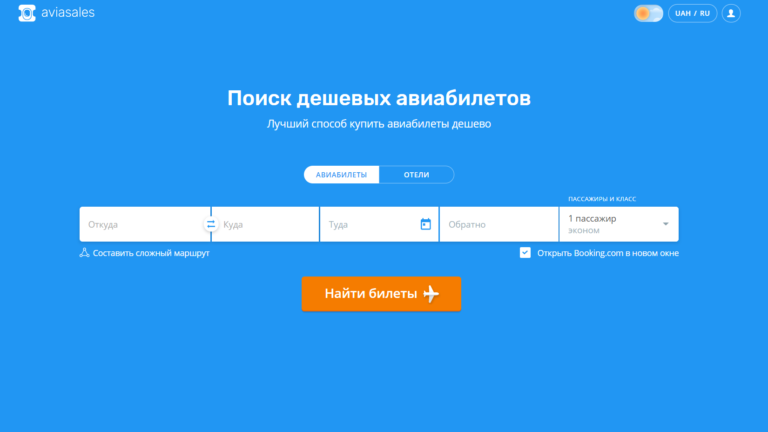 aviasales
UAH / RU
Поиск дешевых авиабилетов
Лучший способ купить авиабилеты дешево
АВИАБИЛЕТЫ
ОТЕЛИ
ПАССАЖИРЫ И КЛАСС
Откуда
Куда
Туда
Обратно
1 пассажир
эконом
Составить сложный маршрут
Открыть Booking.com в новом окне
Найти билеты